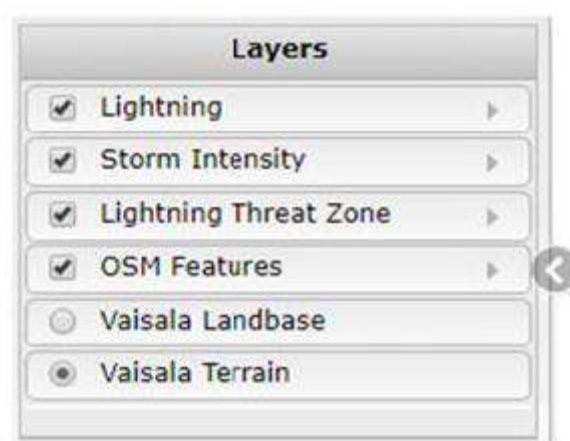 Layers
Lightning
Storm Intensity
Lightning Threat Zone
OSM Features
Vaisala Landbase
Vaisala Terrain